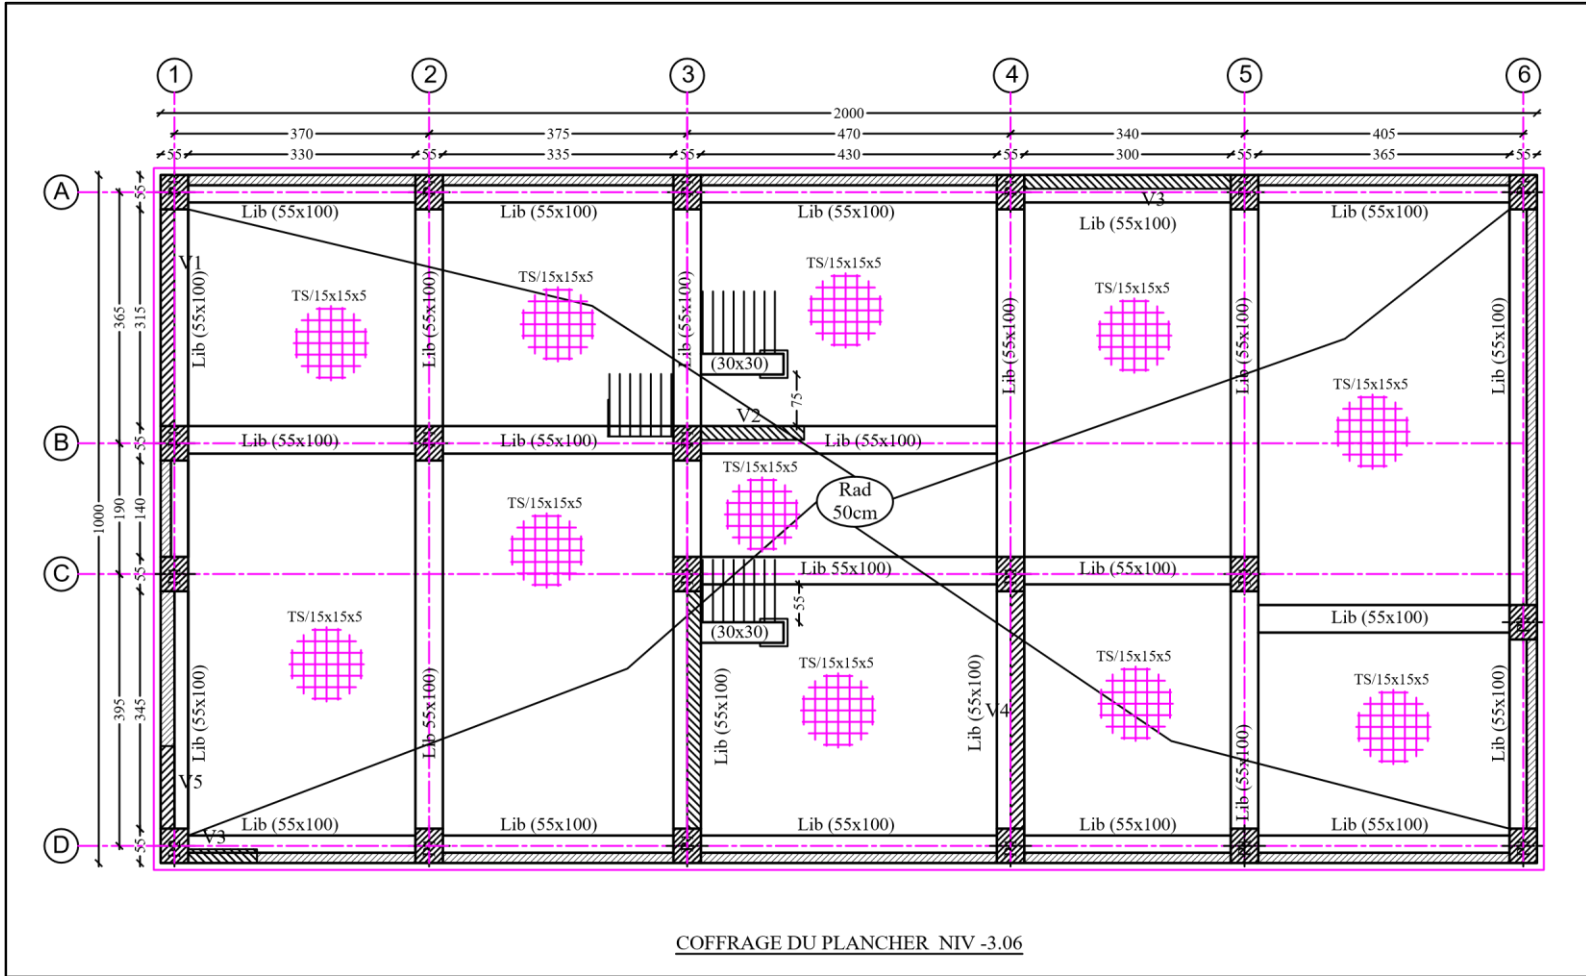 1 2 3 4 5 6
2000
370 375 470 340 405
55 330 55 335 55 430 55 300 55 365 55
A
B
C
D
1000
365
190
395
55
315
55
140
55
345
55
Lib (55x100) Lib (55x100) Lib (55x100) V3 Lib (55x100)
Lib (55x100)
V1
Lib (55x100)
Lib (55x100)
Lib (55x100)
Lib (55x100)
Lib (55x100)
Lib (55x100)
TS/15x15x5
TS/15x15x5
TS/15x15x5
TS/15x15x5
TS/15x15x5
(30x30)
75
V2
Lib (55x100) Lib (55x100) Lib (55x100)
TS/15x15x5
TS/15x15x5
Rad
50cm
Lib 55x100) Lib (55x100)
55
(30x30)
Lib (55x100)
TS/15x15x5
TS/15x15x5
TS/15x15x5
TS/15x15x5
Lib (55x100)
Lib 55x100)
Lib (55x100)
Lib (55x100)
V4
Lib (55x100)
Lib (55x100)
V5
V3
Lib (55x100) Lib (55x100) Lib (55x100) Lib (55x100) Lib (55x100)
COFFRAGE DU PLANCHER NIV -3.06